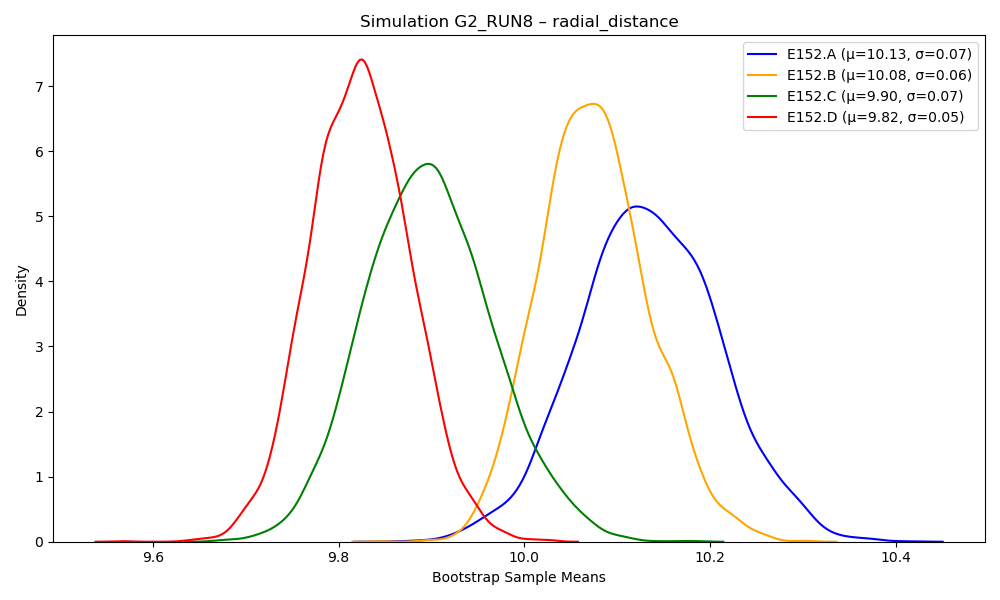 Simulation G2_RUN8 – radial_distance
E152.A (μ=10.13, σ=0.07)
E152.B (μ=10.08, σ=0.06)
E152.C (μ=9.90, σ=0.07)
E152.D (μ=9.82, σ=0.05)
Density
7
6
5
4
3
2
1
0
9.6 9.8 10.0 10.2 10.4
Bootstrap Sample Means